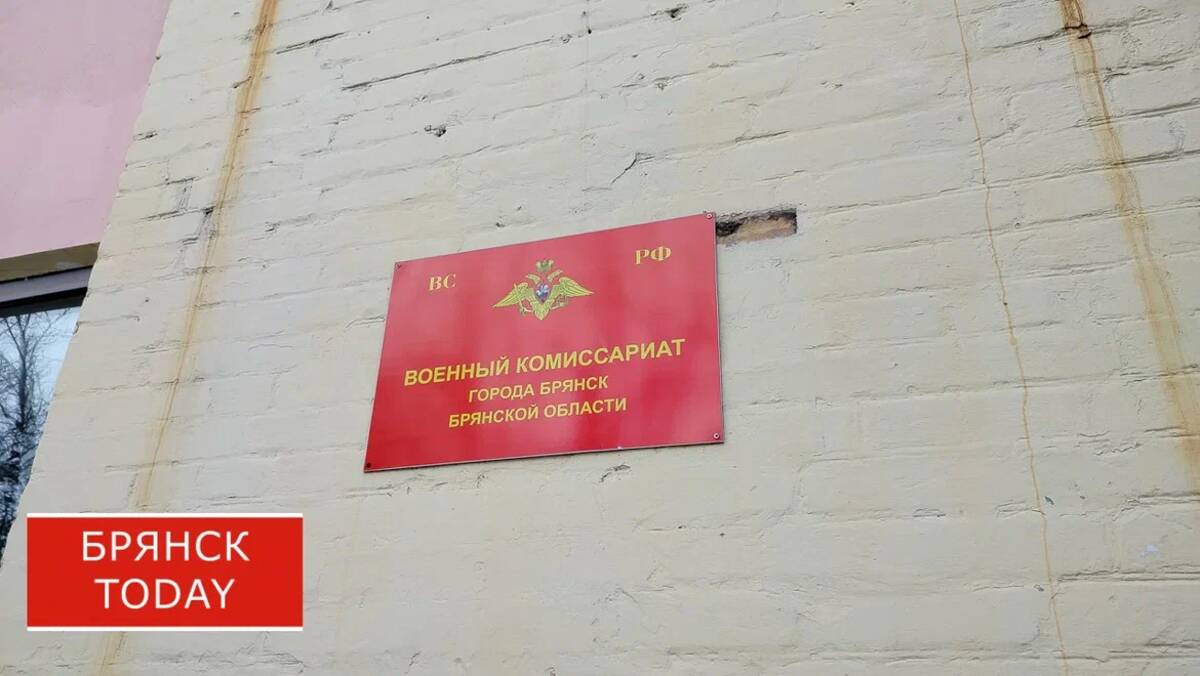 ВС РФ
ВОЕННЫЙ КОМИССАРИАТ
ГОРОДА БРЯНСК
БРЯНСКОЙ ОБЛАСТИ
БРЯНСК
TODAY